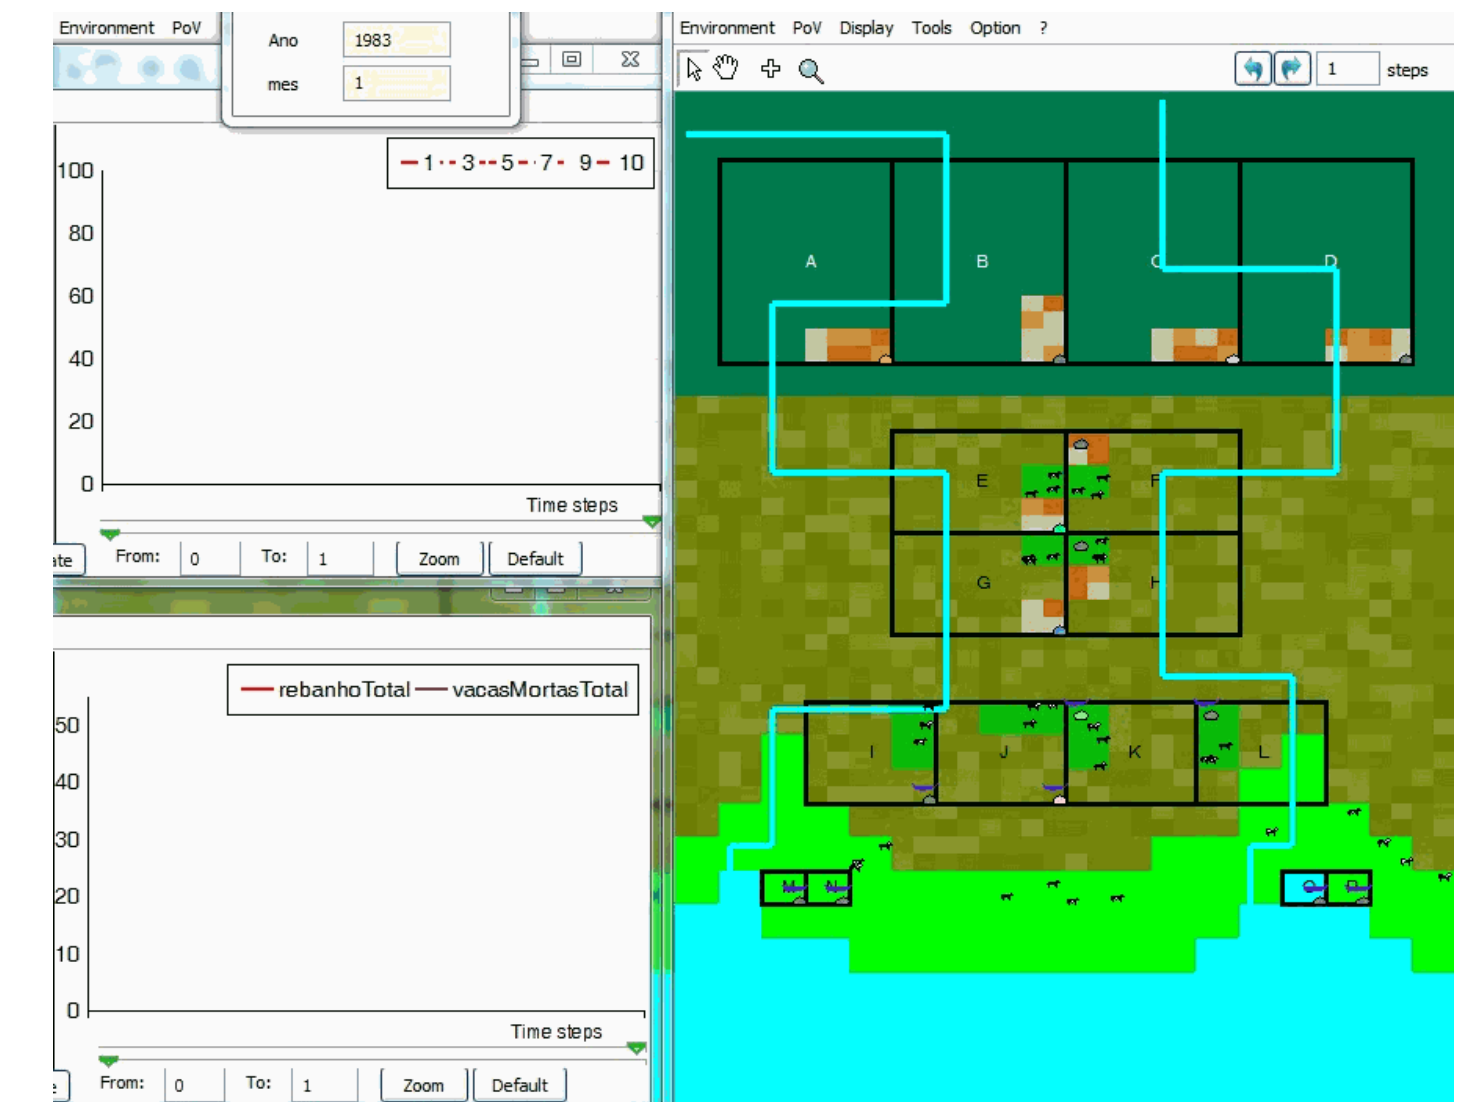 Environment PoV
Ano 1983
mes 1
1 3 5 7 9 10
100
80
60
40
20
0
Time steps
From: 0 To: 1 Zoom Default
rebanhoTotal vacasMortasTotal
50
40
30
20
10
0
Time steps
From: 0 To: 1 Zoom Default
Environment PoV Display Tools Option ?
1 steps
A B C D
E F
G H
I J K L
M N O P